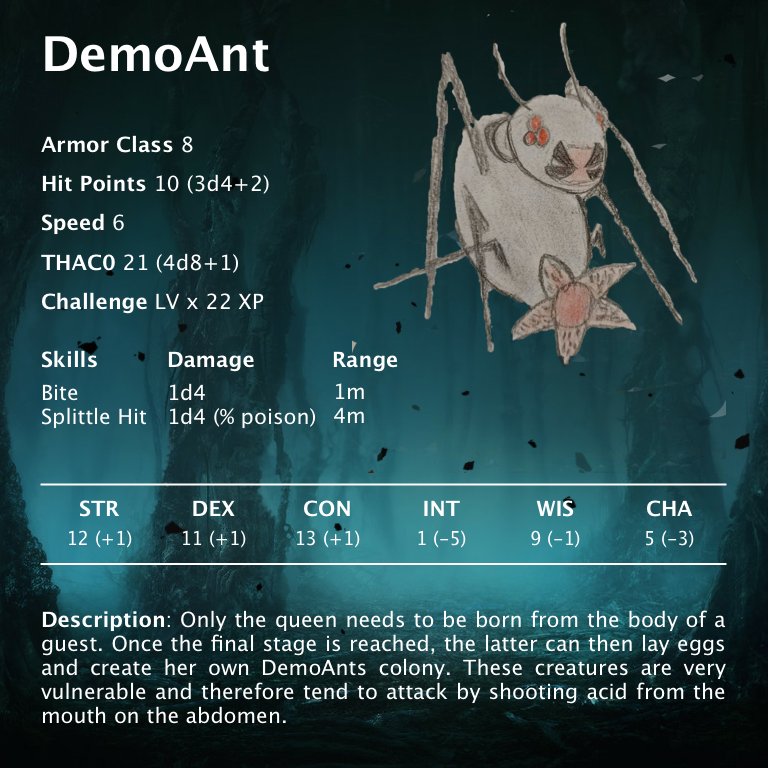 DemoAnt
Armor Class 8
Hit Points 10 (3d4+2)
Speed 6
THAC0 21 (4d8+1)
Challenge LV x 22 XP
Skills Damage Range
Bite 1d4 1m
Splittle Hit 1d4 (% poison) 4m
STR DEX CON INT WIS CHA
12 (+1) 11 (+1) 13 (+1) 1 (−5) 9 (−1) 5 (−3)
Description: Only the queen needs to be born from the body of a
guest. Once the final stage is reached, the latter can then lay eggs
and create her own DemoAnts colony. These creatures are very
vulnerable and therefore tend to attack by shooting acid from the
mouth on the abdomen.